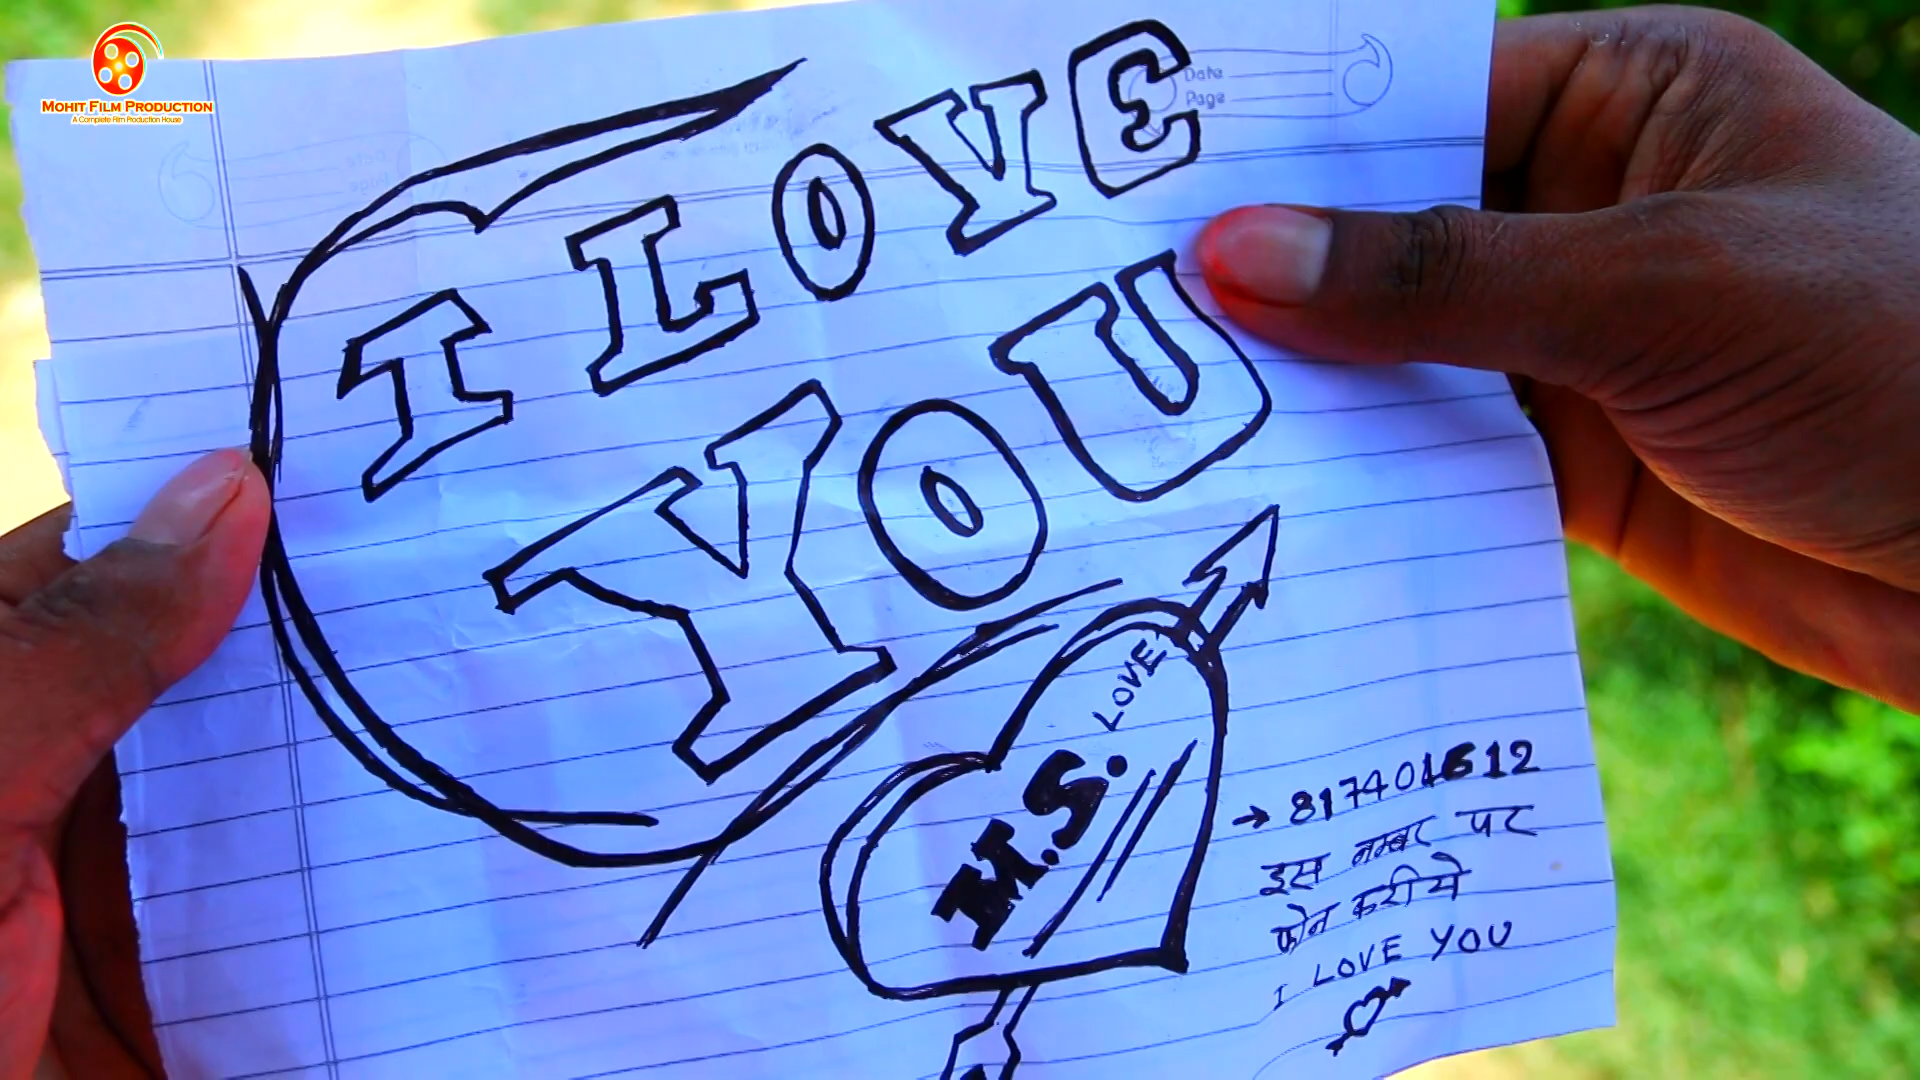 MOHIT FILM PRODUCTION
A Complete Film Production House
Date
Page
I LOVE
YOU
LOVE
M.S.
→ 8174016512
इस नम्बर पर
फोन करीये
I LOVE YOU